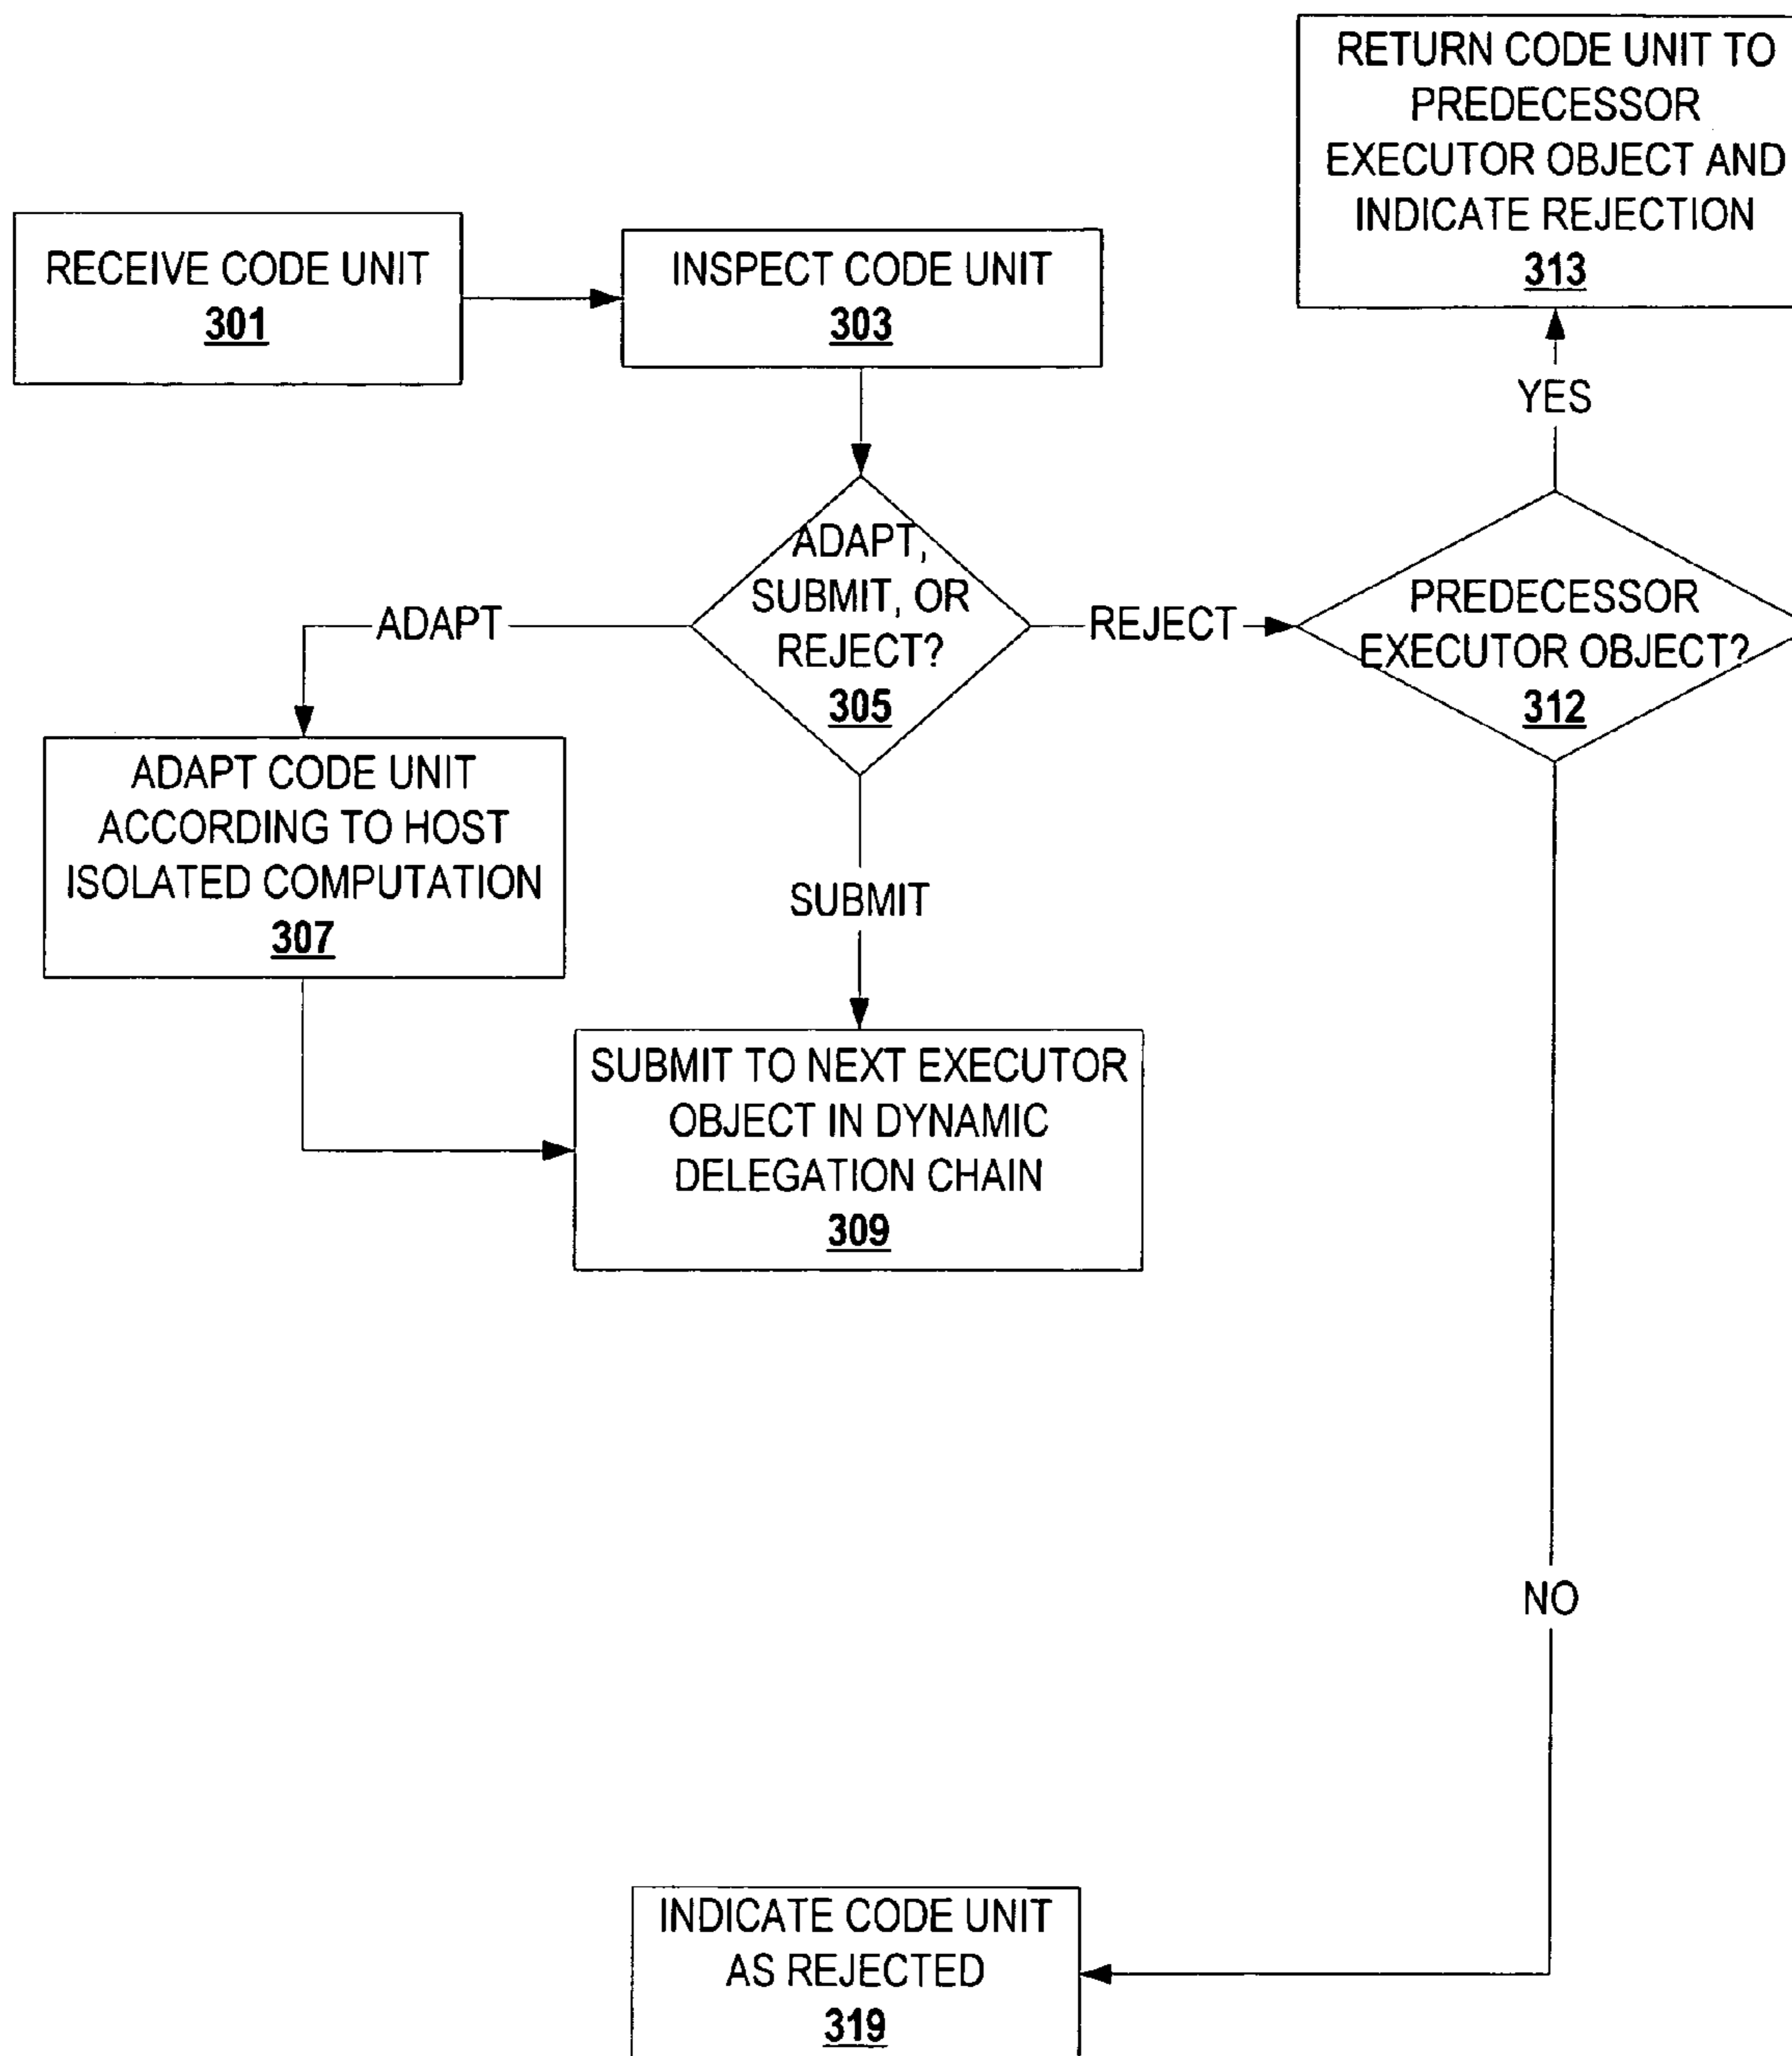 RECEIVE CODE UNIT
301
INSPECT CODE UNIT
303
RETURN CODE UNIT TO
PREDECESSOR
EXECUTOR OBJECT AND
INDICATE REJECTION
313
YES
ADAPT,
SUBMIT, OR
REJECT?
305
ADAPT
REJECT
PREDECESSOR
EXECUTOR OBJECT?
312
ADAPT CODE UNIT
ACCORDING TO HOST
ISOLATED COMPUTATION
307
SUBMIT
SUBMIT TO NEXT EXECUTOR
OBJECT IN DYNAMIC
DELEGATION CHAIN
309
NO
INDICATE CODE UNIT
AS REJECTED
319